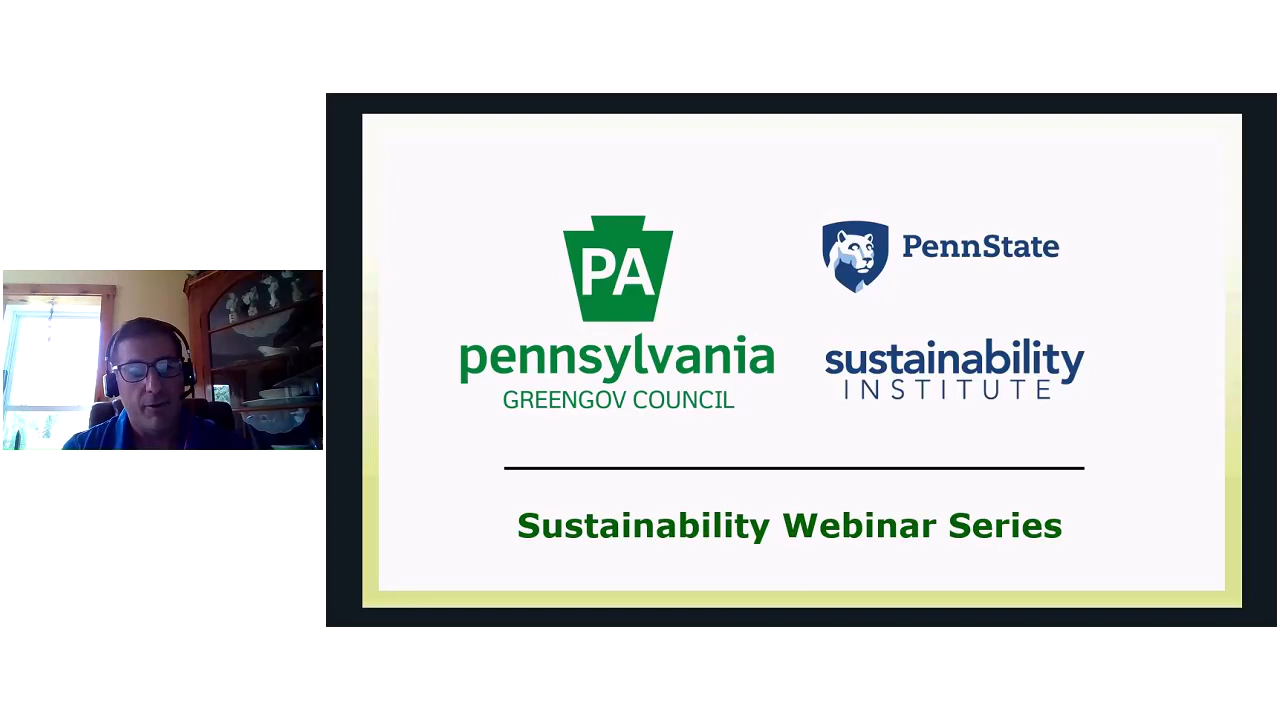 PA
pennsylvania
GREENGOV COUNCIL
PennState
sustainability
INSTITUTE
Sustainability Webinar Series